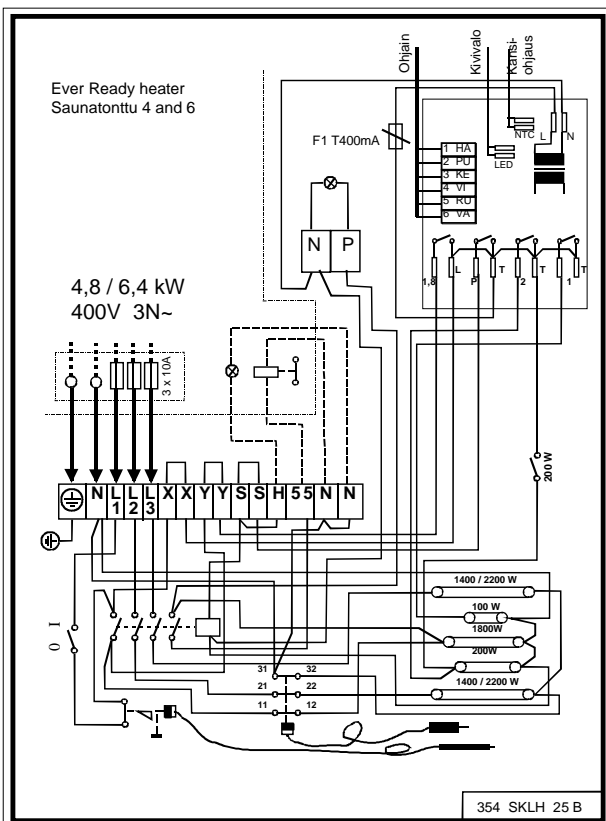 Ever Ready heater
Saunatonttu 4 and 6
Ohjain
Kivivalo
Kansi-
ohjaus
F1 T400mA
NTC
L
N
LED
1 HA
2 PU
3 KE
4 VI
5 RU
6 VA
N P
1,8 L P T 2 T 1 T
4,8 / 6,4 kW
400V 3N~
3 x 10A
200 W
N L1 L2 L3 X X Y Y S S H 5 5 N N
I
0
1400 / 2200 W
100 W
1800W
200W
1400 / 2200 W
31 32
21 22
11 12
354 SKLH 25 B